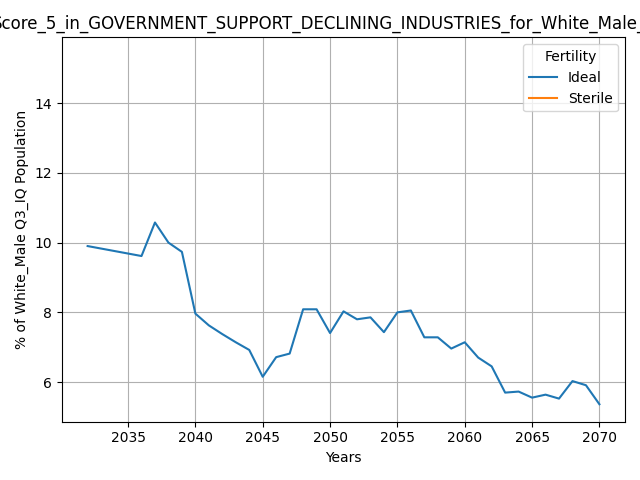 Score_5_in_GOVERNMENT_SUPPORT_DECLINING_INDUSTRIES_for_White_Male_
Fertility
Ideal
Sterile
% of White_Male Q3_IQ Population
14
12
10
8
6
2035 2040 2045 2050 2055 2060 2065 2070
Years